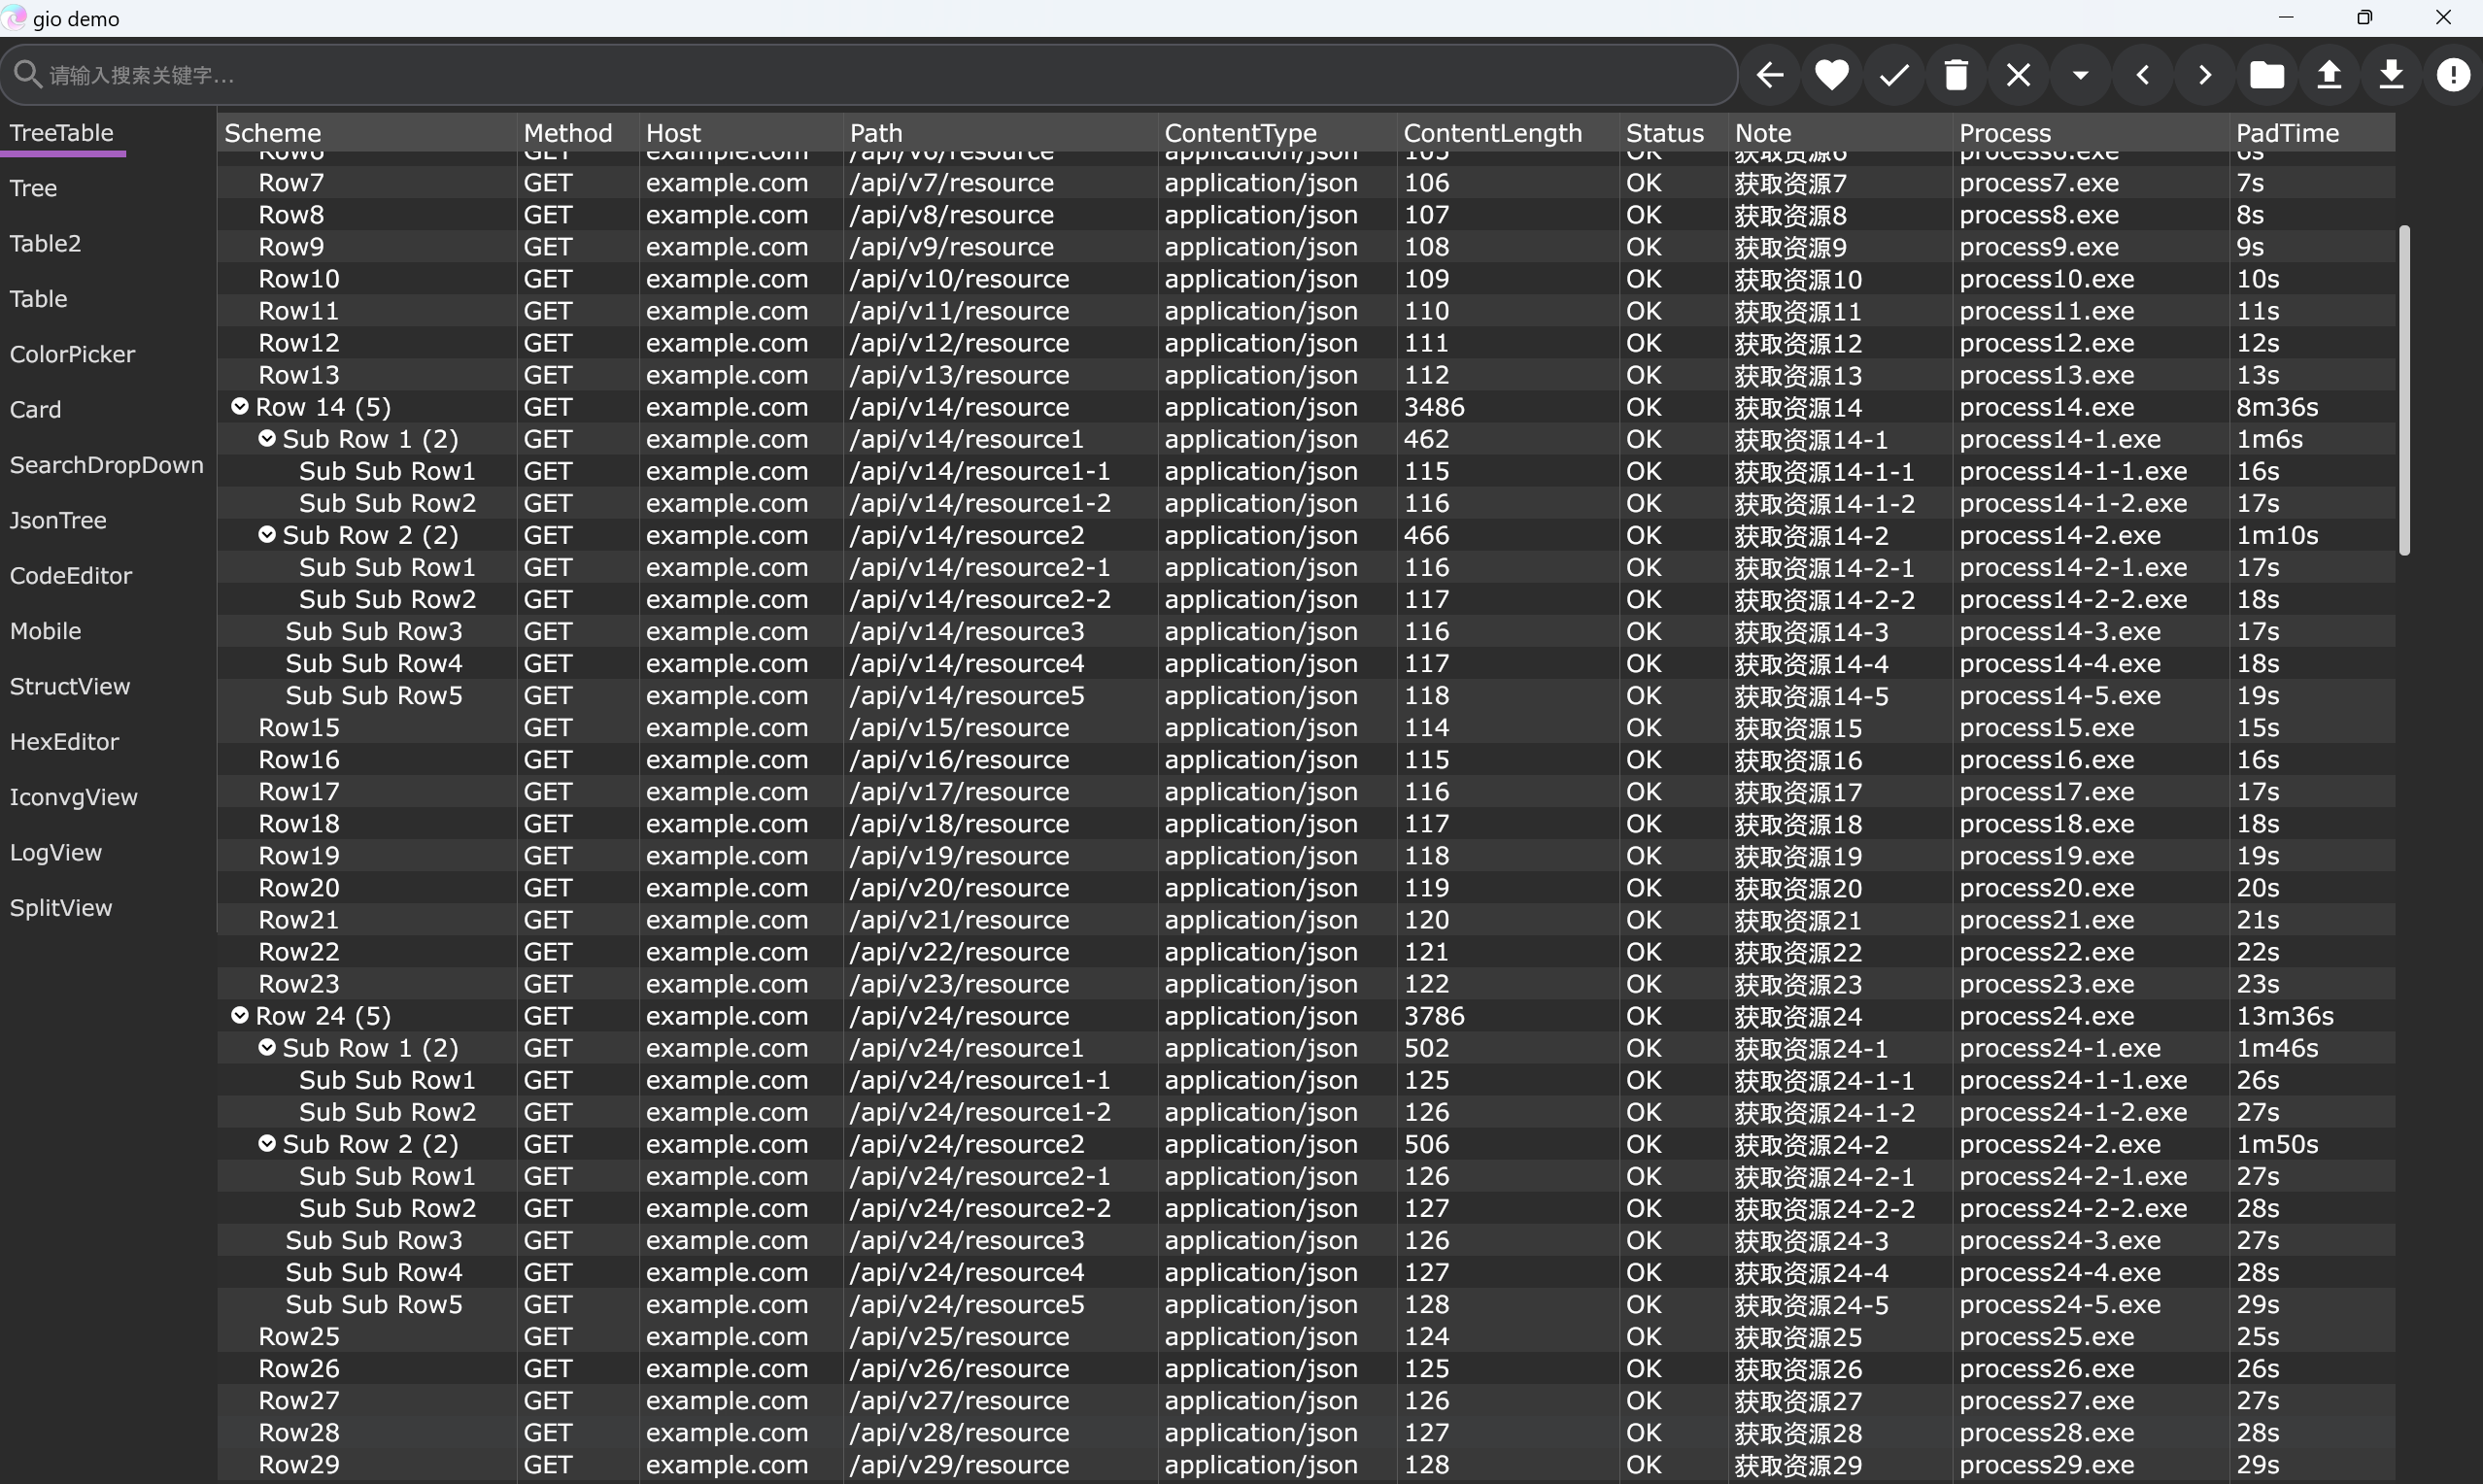 gio demo
请输入搜索关键字...
TreeTable
Tree
Table2
Table
ColorPicker
Card
SearchDropDown
JsonTree
CodeEditor
Mobile
StructView
HexEditor
IconvgView
LogView
SplitView
Scheme Method Host Path ContentType ContentLength Status Note Process PadTime
Row6 GET example.com /api/v6/resource application/json 105 OK 获取资源6 process6.exe 6s
Row7 GET example.com /api/v7/resource application/json 106 OK 获取资源7 process7.exe 7s
Row8 GET example.com /api/v8/resource application/json 107 OK 获取资源8 process8.exe 8s
Row9 GET example.com /api/v9/resource application/json 108 OK 获取资源9 process9.exe 9s
Row10 GET example.com /api/v10/resource application/json 109 OK 获取资源10 process10.exe 10s
Row11 GET example.com /api/v11/resource application/json 110 OK 获取资源11 process11.exe 11s
Row12 GET example.com /api/v12/resource application/json 111 OK 获取资源12 process12.exe 12s
Row13 GET example.com /api/v13/resource application/json 112 OK 获取资源13 process13.exe 13s
Row 14 (5) GET example.com /api/v14/resource application/json 3486 OK 获取资源14 process14.exe 8m36s
Sub Row 1 (2) GET example.com /api/v14/resource1 application/json 462 OK 获取资源14-1 process14-1.exe 1m6s
Sub Sub Row1 GET example.com /api/v14/resource1-1 application/json 115 OK 获取资源14-1-1 process14-1-1.exe 16s
Sub Sub Row2 GET example.com /api/v14/resource1-2 application/json 116 OK 获取资源14-1-2 process14-1-2.exe 17s
Sub Row 2 (2) GET example.com /api/v14/resource2 application/json 466 OK 获取资源14-2 process14-2.exe 1m10s
Sub Sub Row1 GET example.com /api/v14/resource2-1 application/json 116 OK 获取资源14-2-1 process14-2-1.exe 17s
Sub Sub Row2 GET example.com /api/v14/resource2-2 application/json 117 OK 获取资源14-2-2 process14-2-2.exe 18s
Sub Sub Row3 GET example.com /api/v14/resource3 application/json 116 OK 获取资源14-3 process14-3.exe 17s
Sub Sub Row4 GET example.com /api/v14/resource4 application/json 117 OK 获取资源14-4 process14-4.exe 18s
Sub Sub Row5 GET example.com /api/v14/resource5 application/json 118 OK 获取资源14-5 process14-5.exe 19s
Row15 GET example.com /api/v15/resource application/json 114 OK 获取资源15 process15.exe 15s
Row16 GET example.com /api/v16/resource application/json 115 OK 获取资源16 process16.exe 16s
Row17 GET example.com /api/v17/resource application/json 116 OK 获取资源17 process17.exe 17s
Row18 GET example.com /api/v18/resource application/json 117 OK 获取资源18 process18.exe 18s
Row19 GET example.com /api/v19/resource application/json 118 OK 获取资源19 process19.exe 19s
Row20 GET example.com /api/v20/resource application/json 119 OK 获取资源20 process20.exe 20s
Row21 GET example.com /api/v21/resource application/json 120 OK 获取资源21 process21.exe 21s
Row22 GET example.com /api/v22/resource application/json 121 OK 获取资源22 process22.exe 22s
Row23 GET example.com /api/v23/resource application/json 122 OK 获取资源23 process23.exe 23s
Row 24 (5) GET example.com /api/v24/resource application/json 3786 OK 获取资源24 process24.exe 13m36s
Sub Row 1 (2) GET example.com /api/v24/resource1 application/json 502 OK 获取资源24-1 process24-1.exe 1m46s
Sub Sub Row1 GET example.com /api/v24/resource1-1 application/json 125 OK 获取资源24-1-1 process24-1-1.exe 26s
Sub Sub Row2 GET example.com /api/v24/resource1-2 application/json 126 OK 获取资源24-1-2 process24-1-2.exe 27s
Sub Row 2 (2) GET example.com /api/v24/resource2 application/json 506 OK 获取资源24-2 process24-2.exe 1m50s
Sub Sub Row1 GET example.com /api/v24/resource2-1 application/json 126 OK 获取资源24-2-1 process24-2-1.exe 27s
Sub Sub Row2 GET example.com /api/v24/resource2-2 application/json 127 OK 获取资源24-2-2 process24-2-2.exe 28s
Sub Sub Row3 GET example.com /api/v24/resource3 application/json 126 OK 获取资源24-3 process24-3.exe 27s
Sub Sub Row4 GET example.com /api/v24/resource4 application/json 127 OK 获取资源24-4 process24-4.exe 28s
Sub Sub Row5 GET example.com /api/v24/resource5 application/json 128 OK 获取资源24-5 process24-5.exe 29s
Row25 GET example.com /api/v25/resource application/json 124 OK 获取资源25 process25.exe 25s
Row26 GET example.com /api/v26/resource application/json 125 OK 获取资源26 process26.exe 26s
Row27 GET example.com /api/v27/resource application/json 126 OK 获取资源27 process27.exe 27s
Row28 GET example.com /api/v28/resource application/json 127 OK 获取资源28 process28.exe 28s
Row29 GET example.com /api/v29/resource application/json 128 OK 获取资源29 process29.exe 29s